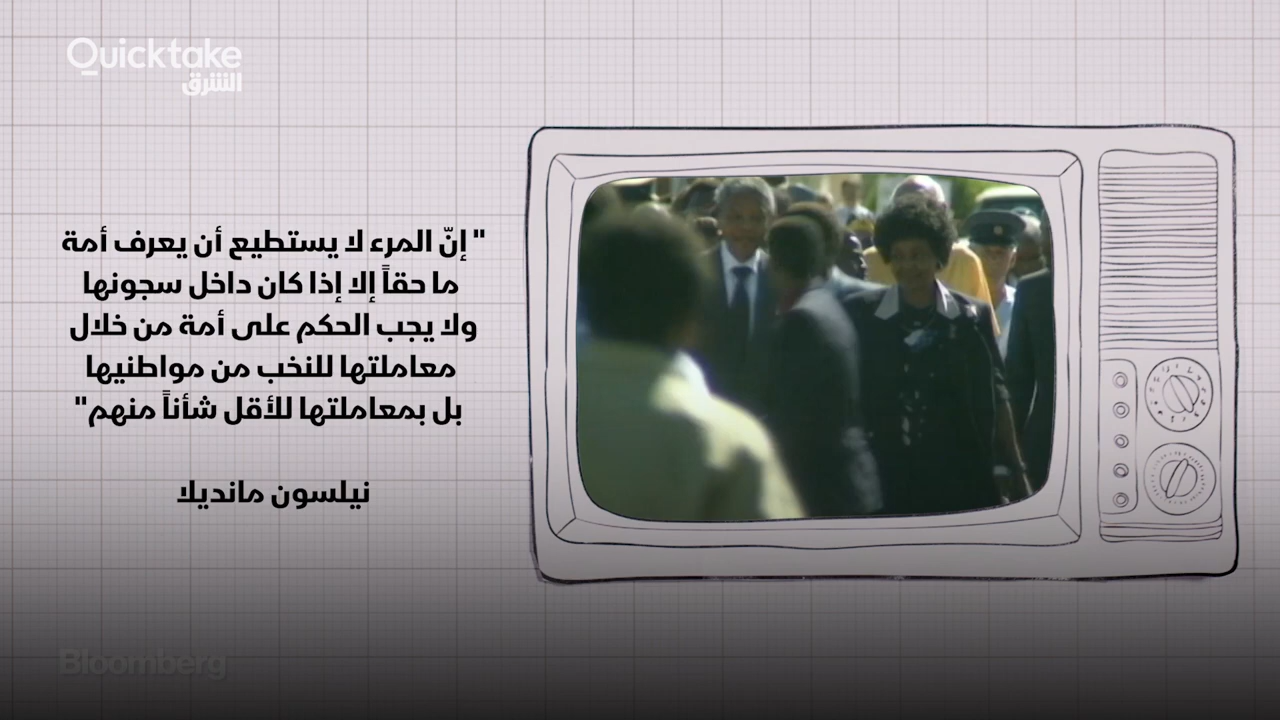 Quicktake
الشرق
" إنّ المرء لا يستطيع أن يعرف أمة
ما حقاً إلا إذا كان داخل سجونها
ولا يجب الحكم على أمة من خلال
معاملتها للنخب من مواطنيها
بل بمعاملتها للأقل شأناً منهم"
نيلسون مانديلا
Bloomberg